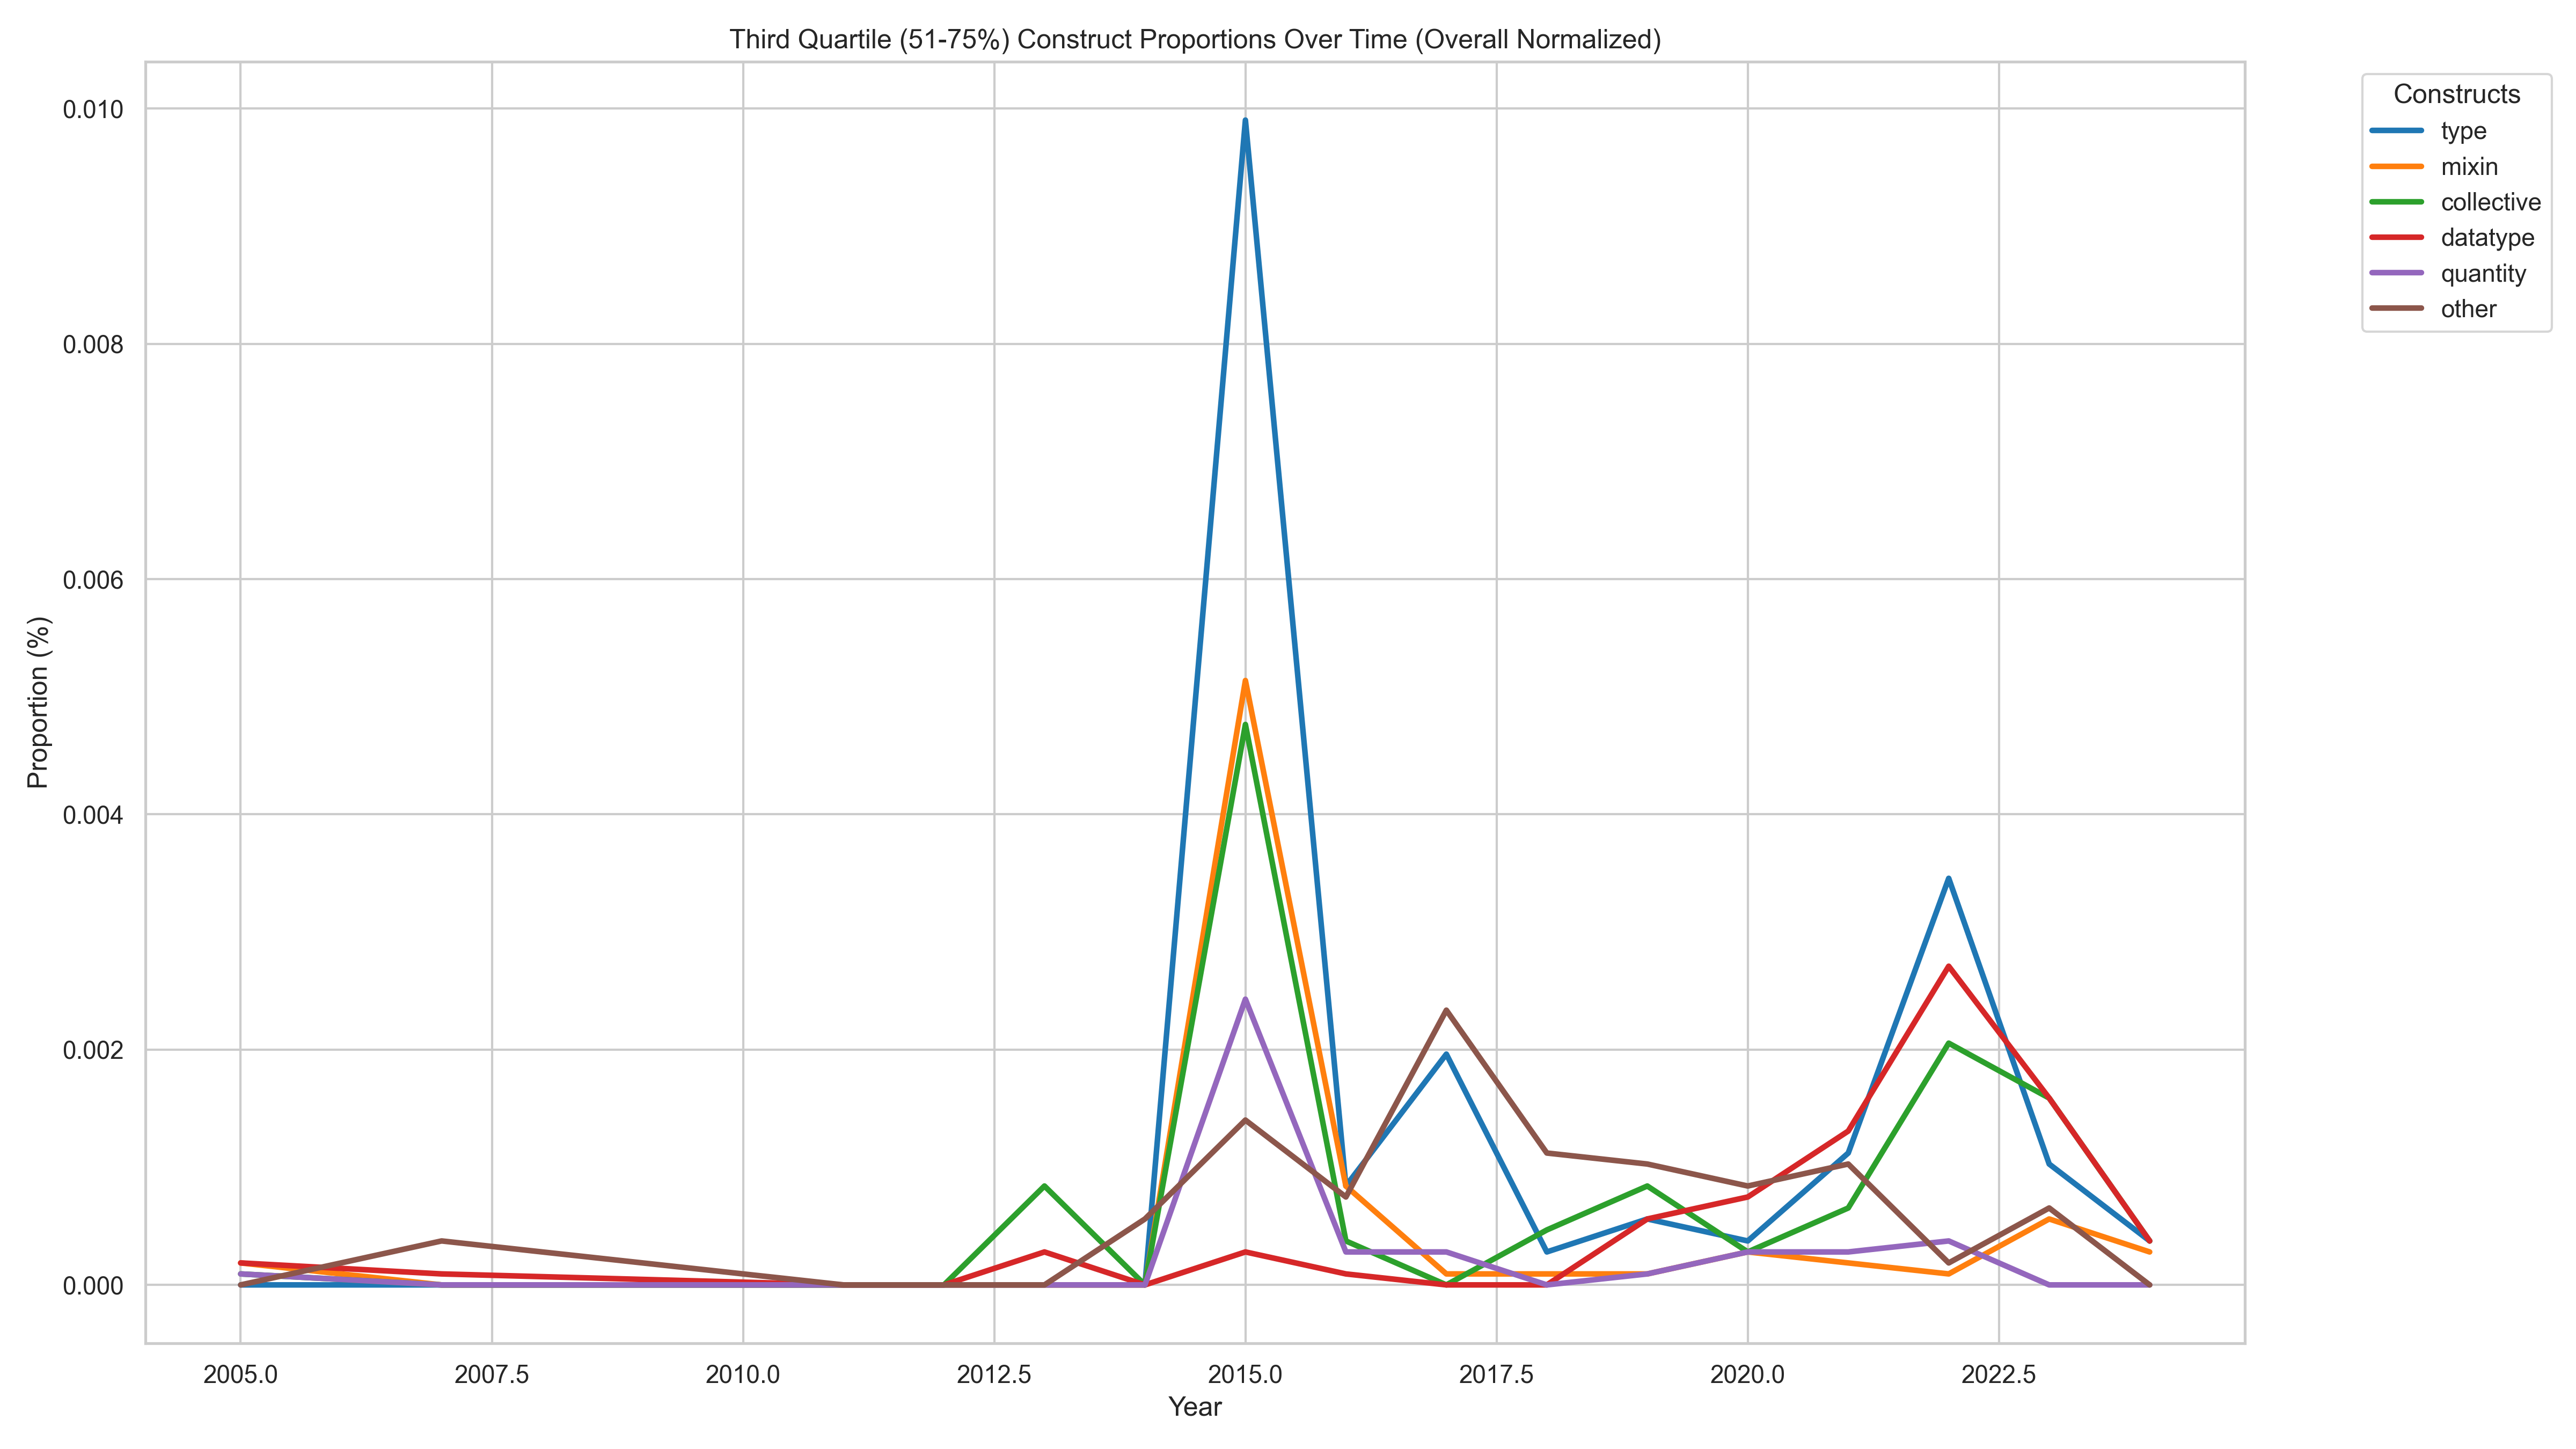 Third Quartile (51-75%) Construct Proportions Over Time (Overall Normalized)
Constructs
type
mixin
collective
datatype
quantity
other
Proportion (%)
0.010
0.008
0.006
0.004
0.002
0.000
2005.0 2007.5 2010.0 2012.5 2015.0 2017.5 2020.0 2022.5
Year